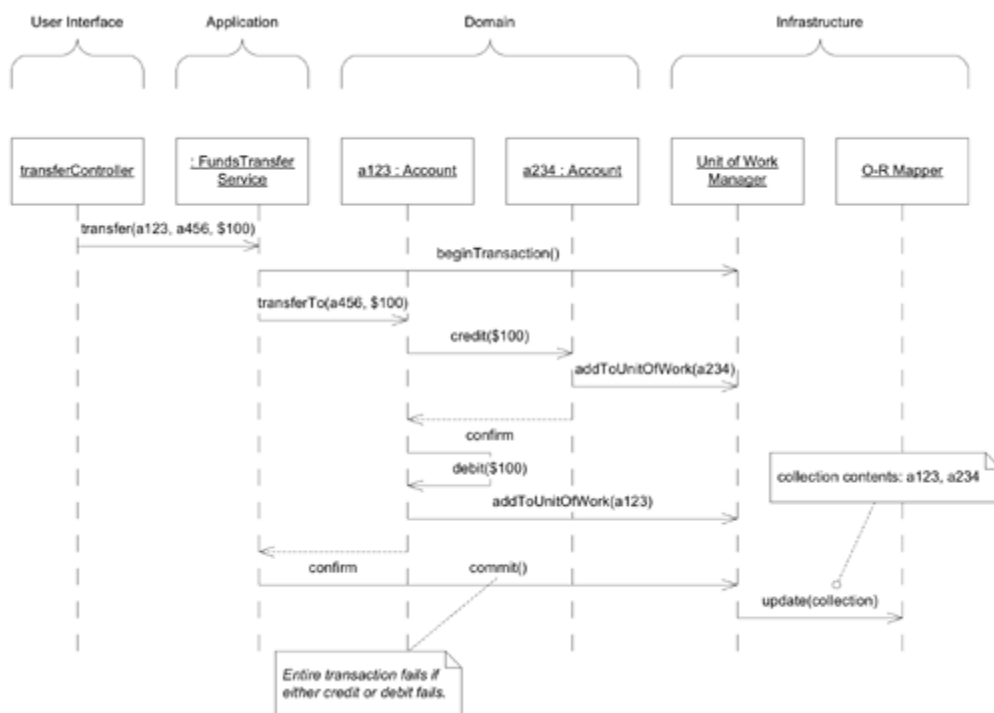 User Interface
Application
Domain
Infrastructure
transferController
: FundsTransfer
Service
a123 : Account
a234 : Account
Unit of Work
Manager
O-R Mapper
transfer(a123, a456, $100)
beginTransaction()
transferTo(a456, $100)
credit($100)
addToUnitOfWork(a234)
confirm
debit($100)
collection contents: a123, a234
addToUnitOfWork(a123)
confirm
commit()
update(collection)
Entire transaction fails if
either credit or debit fails.